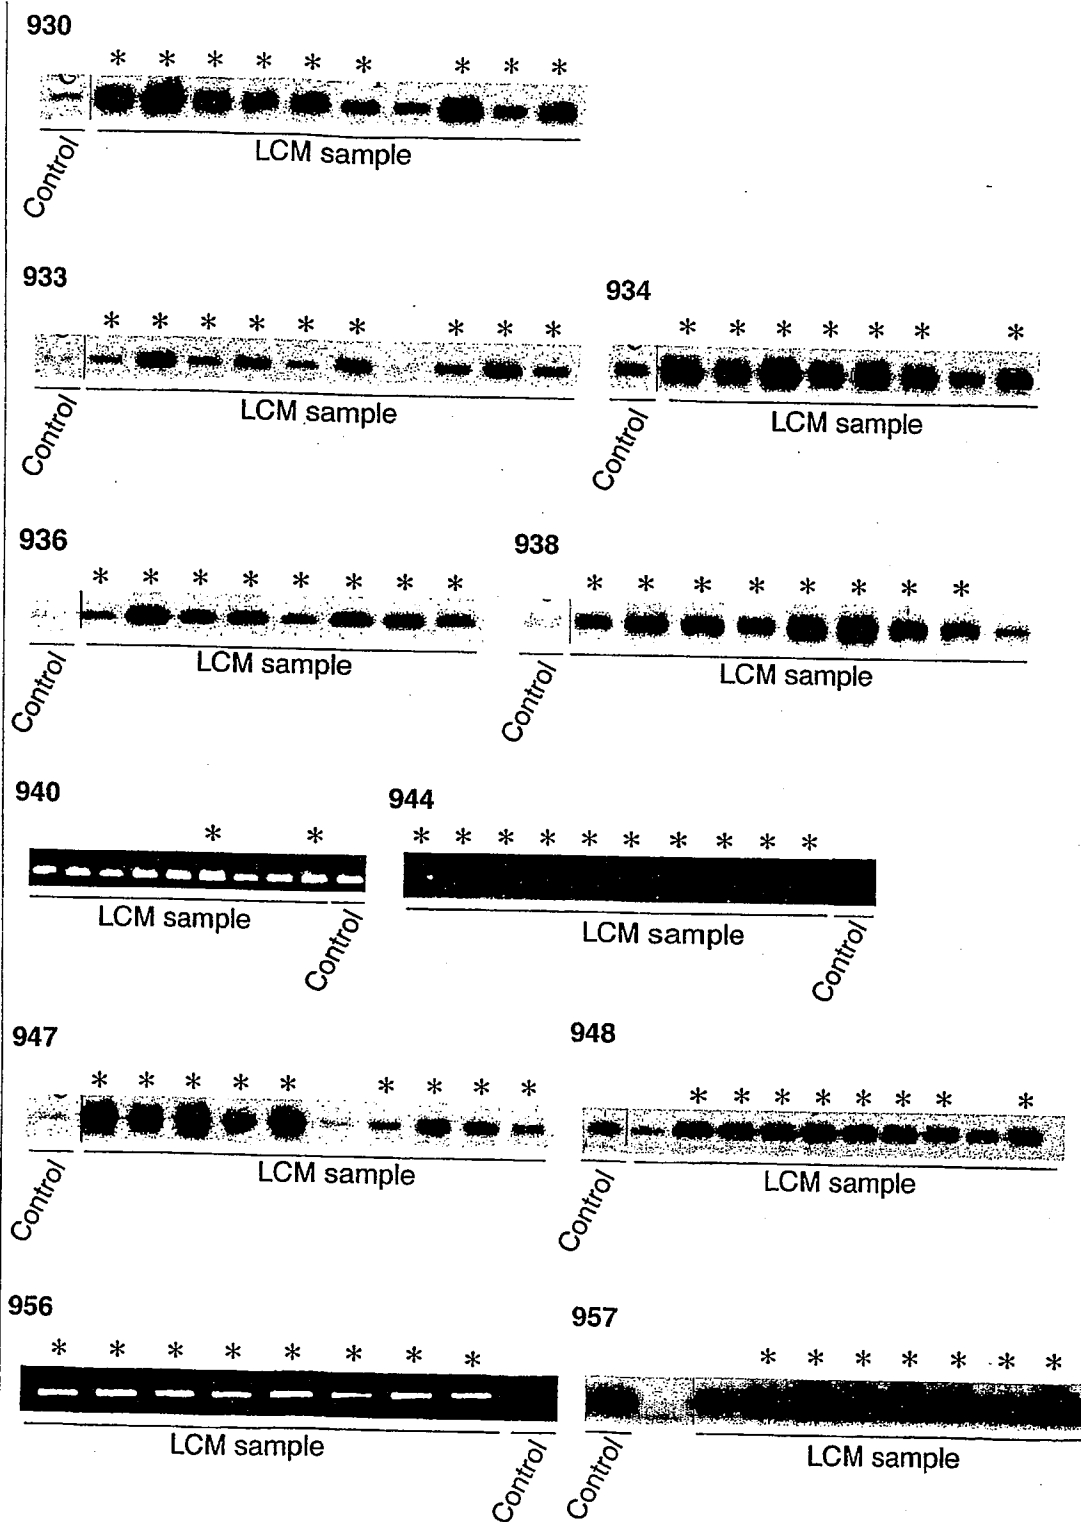 930
* * * * * * * * *
Control
LCM sample
933
* * * * * * * * *
Control
LCM sample
934
* * * * * * *
Control
LCM sample
936
* * * * * * * *
Control
LCM sample
938
* * * * * * * *
Control
LCM sample
940
* *
LCM sample
Control
944
* * * * * * * * * *
LCM sample
Control
947
* * * * * * * * *
Control
LCM sample
948
* * * * * * * *
Control
LCM sample
956
* * * * * * * *
LCM sample
Control
957
* * * * * * *
Control
LCM sample